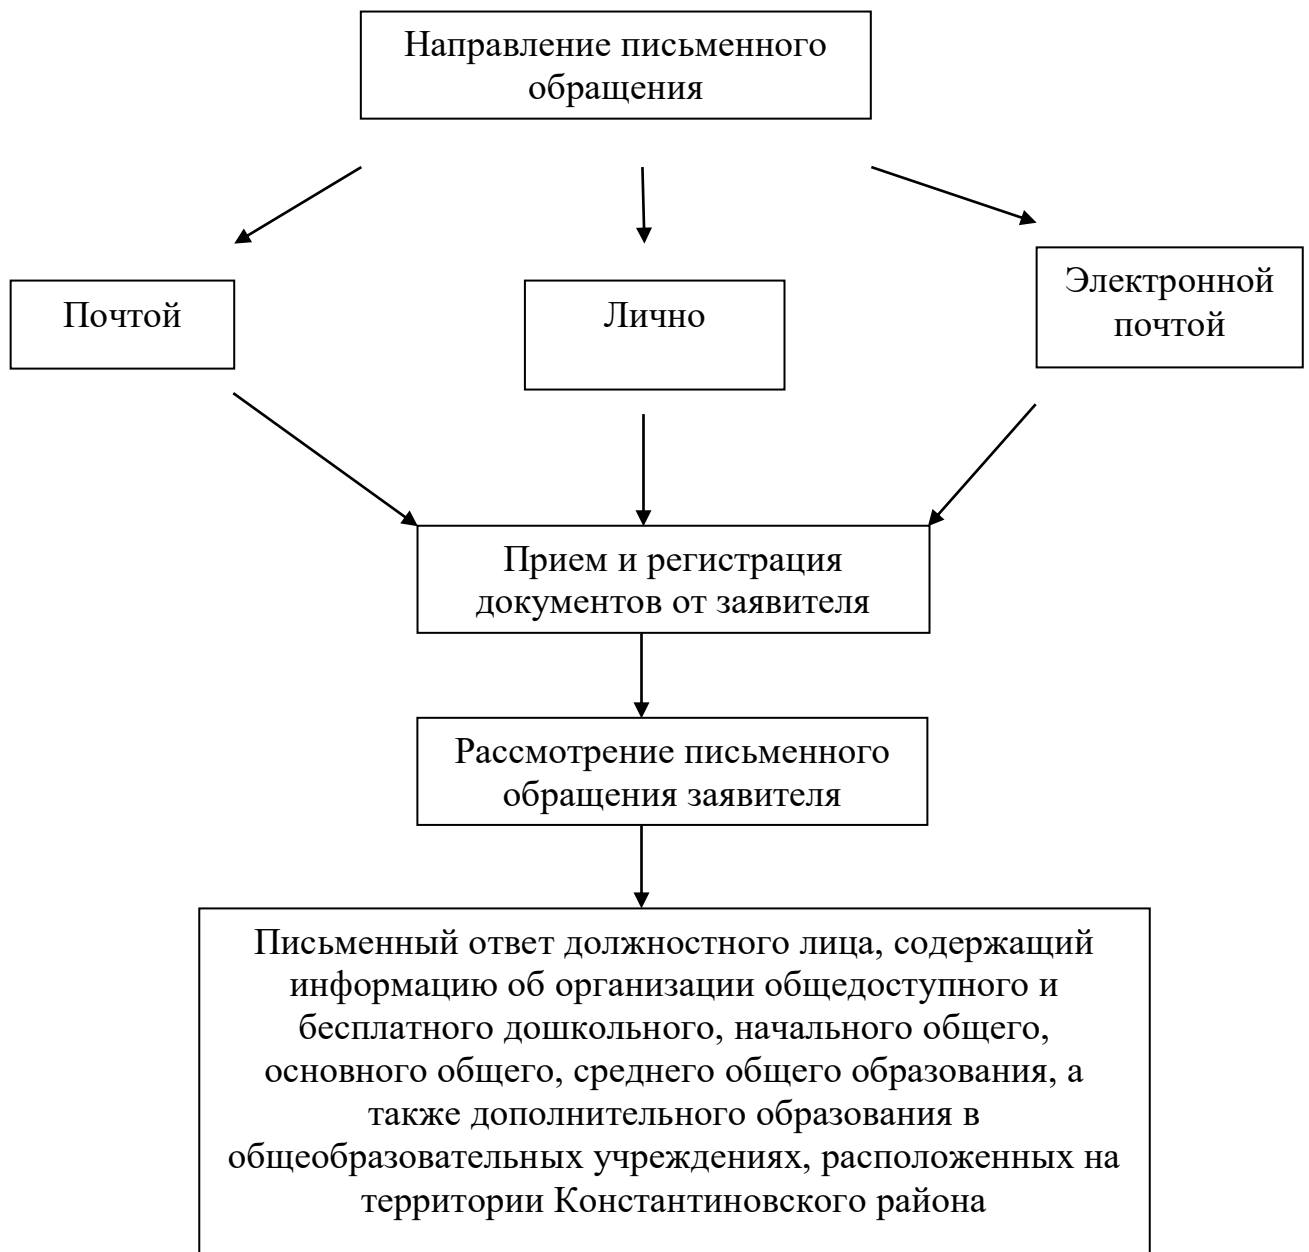 Направление письменного
обращения
Почтой
Лично
Электронной
почтой
Прием и регистрация
документов от заявителя
Рассмотрение письменного
обращения заявителя
Письменный ответ должностного лица, содержащий
информацию об организации общедоступного и
бесплатного дошкольного, начального общего,
основного общего, среднего общего образования, а
также дополнительного образования в
общеобразовательных учреждениях, расположенных на
территории Константиновского района